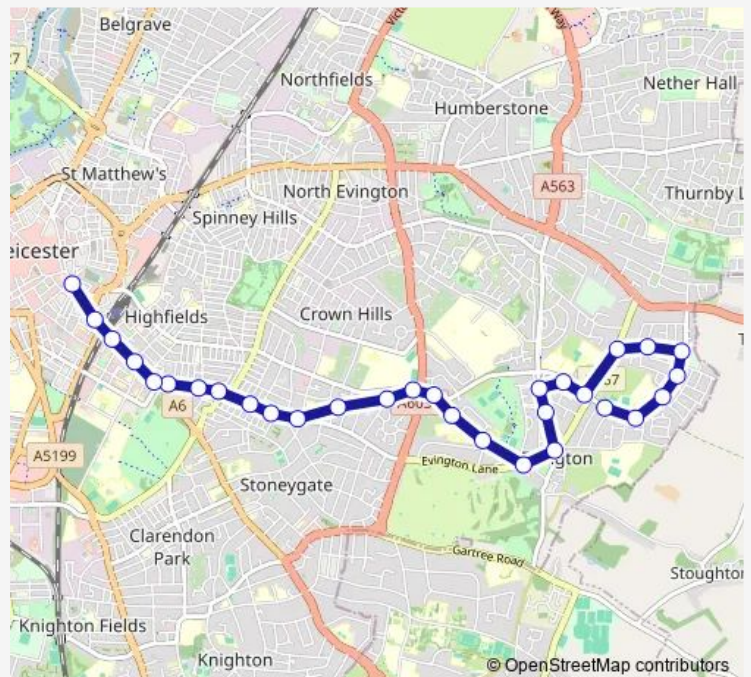 Belgrave
Way
Northfields
Nether Hall
Humberstone
St Matthew's
A563
North Evington
Thurnby L
Spinney Hills
eicester
Highfields
Crown Hills
A6
A5199
Evington Lane
Stoneygate
Clarendon
Park
Gartree Road
Stoughton
Knighton Fields
Knighton
© OpenStreetMap contributors